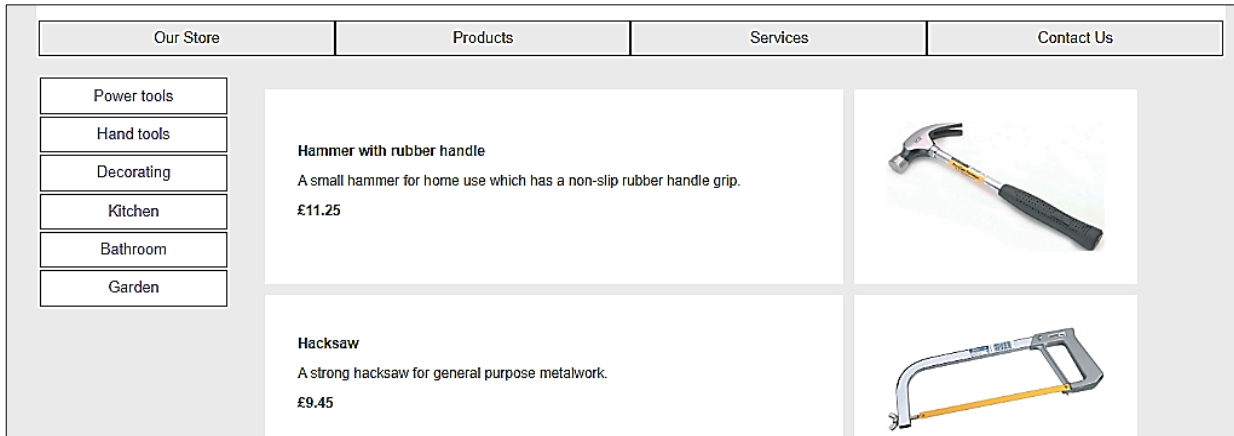 Our Store
Products
Services
Contact Us
Power tools
Hand tools
Decorating
Kitchen
Bathroom
Garden
Hammer with rubber handle
A small hammer for home use which has a non-slip rubber handle grip.
£11.25
Hacksaw
A strong hacksaw for general purpose metalwork.
£9.45